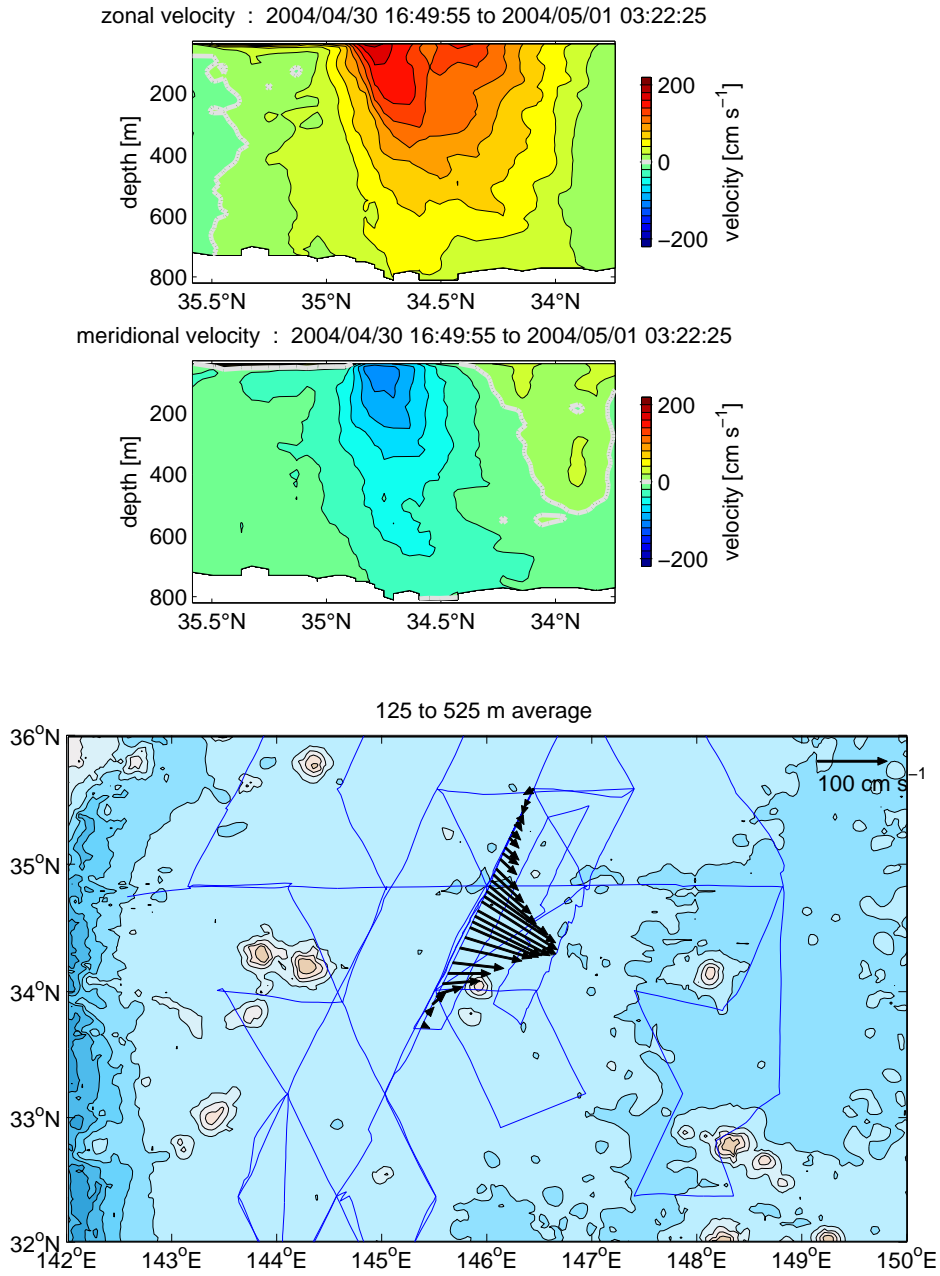 zonal velocity : 2004/04/30 16:49:55 to 2004/05/01 03:22:25
depth [m]
200
400
600
800
35.5°N 35°N 34.5°N 34°N
200
0
−200
velocity [cm s⁻¹]
meridional velocity : 2004/04/30 16:49:55 to 2004/05/01 03:22:25
depth [m]
200
400
600
800
35.5°N 35°N 34.5°N 34°N
200
0
−200
velocity [cm s⁻¹]
125 to 525 m average
36°N
35°N
34°N
33°N
32°N
100 cm s⁻¹
142°E 143°E 144°E 145°E 146°E 147°E 148°E 149°E 150°E